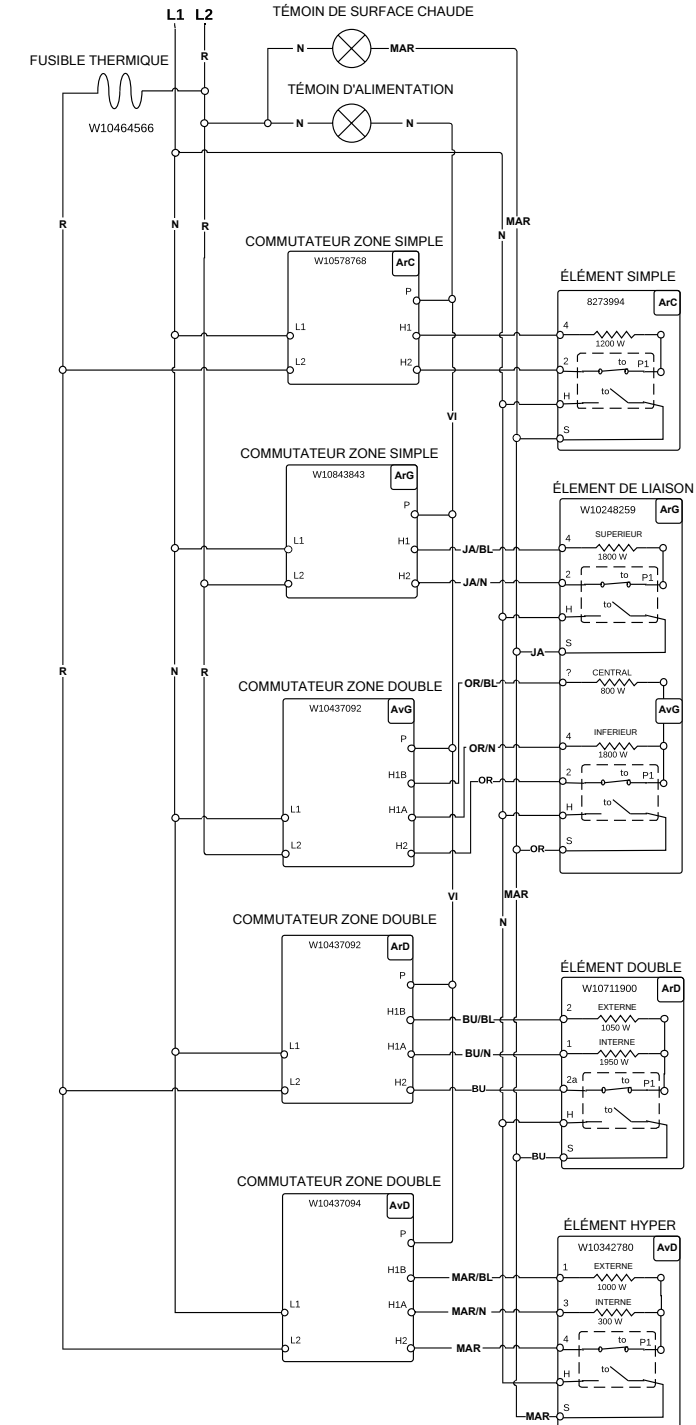 L1 L2
TÉMOIN DE SURFACE CHAUDE
R
N
MAR
FUSIBLE THERMIQUE
W10464566
TÉMOIN D'ALIMENTATION
N
N
R
N
R
N
MAR
COMMUTATEUR ZONE SIMPLE
W10578768
ArC
P
L1
H1
L2
H2
ÉLÉMENT SIMPLE
8273994
ArC
4
1200 W
2
to
P1
H
to
S
VI
COMMUTATEUR ZONE SIMPLE
W10843843
ArG
P
L1
H1
JA/BL
L2
H2
JA/N
ÉLEMENT DE LIAISON
W10248259
ArG
SUPERIEUR
4
1800 W
2
to
P1
H
to
S
JA
?
CENTRAL
800 W
AvG
INFERIEUR
4
1800 W
2
to
P1
H
to
S
OR
R
N
R
COMMUTATEUR ZONE DOUBLE
W10437092
AvG
P
H1B
OR/BL
H1A
OR/N
L1
L2
H2
OR
VI
MAR
N
COMMUTATEUR ZONE DOUBLE
W10437092
ArD
P
H1B
BU/BL
L1
H1A
BU/N
L2
H2
BU
ÉLÉMENT DOUBLE
W10711900
ArD
2
EXTERNE
1050 W
1
INTERNE
1950 W
2a
to
P1
H
to
S
BU
COMMUTATEUR ZONE DOUBLE
W10437094
AvD
P
H1B
MAR/BL
L1
H1A
MAR/N
L2
H2
MAR
ÉLÉMENT HYPER
W10342780
AvD
1
EXTERNE
1000 W
3
INTERNE
300 W
4
to
P1
H
to
S
MAR